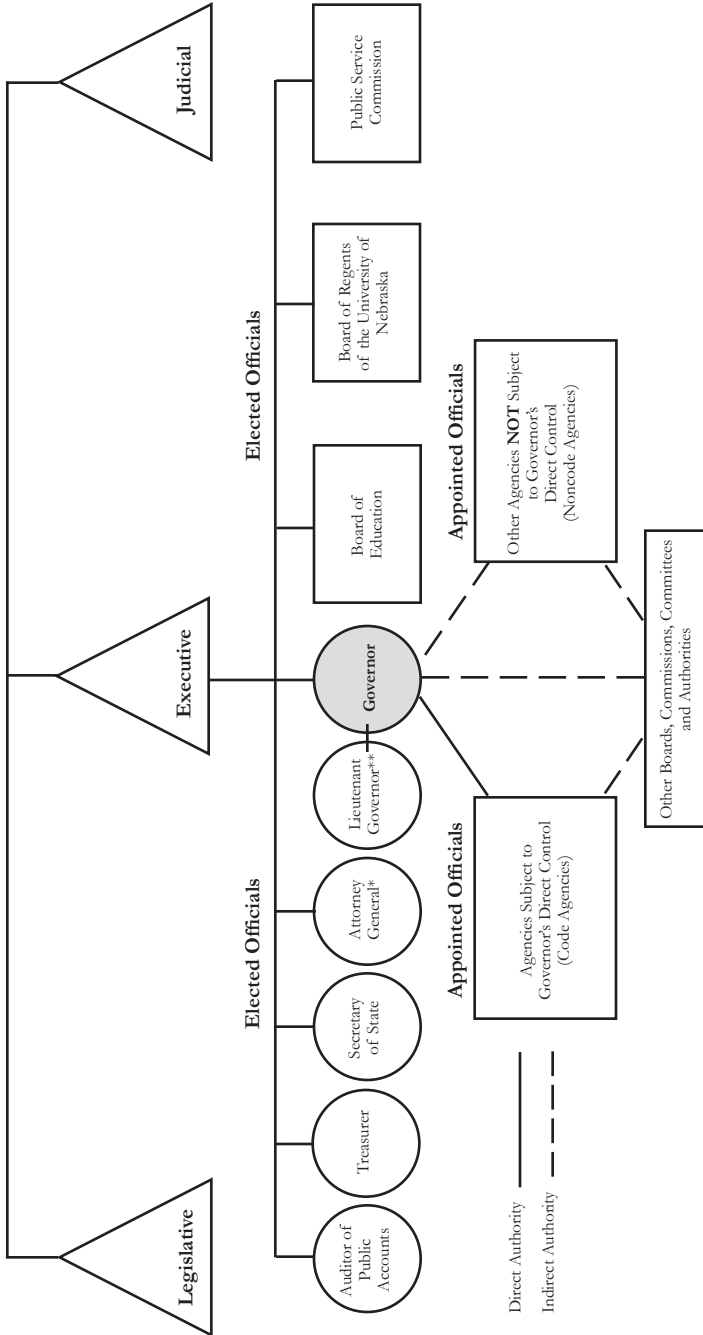 Legislative
Executive
Judicial
Elected Officials
Elected Officials
Auditor of
Public
Accounts
Treasurer
Secretary
of State
Attorney
General*
Lieutenant
Governor**
Governor
Board of
Education
Board of Regents
of the University of
Nebraska
Public Service
Commission
Appointed Officials
Appointed Officials
Agencies Subject to
Governor's Direct Control
(Code Agencies)
Other Agencies NOT Subject
to Governor's
Direct Control
(Noncode Agencies)
Other Boards, Commissions, Committees
and Authorities
Direct Authority
Indirect Authority